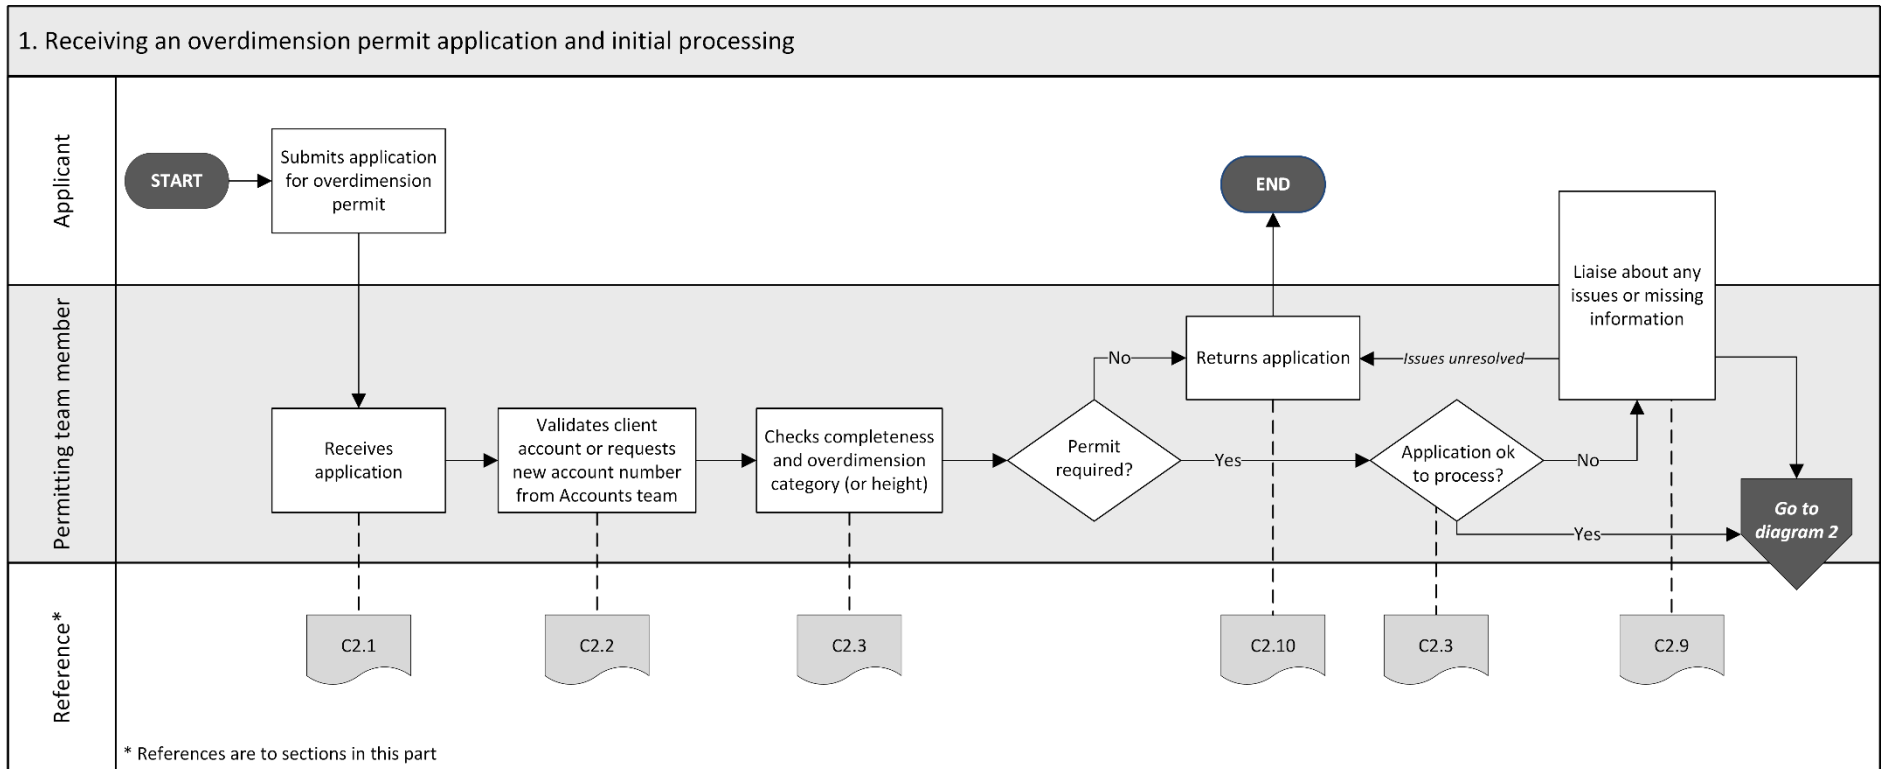 1. Receiving an overdimension permit application and initial processing
Applicant
START
Submits application
for overdimension
permit
END
Liaise about any
issues or missing
information
Permitting team member
Receives
application
Validates client
account or requests
new account number
from Accounts team
Checks completeness
and overdimension
category (or height)
Permit
required?
No
Returns application
Issues unresolved
Yes
Application ok
to process?
No
Yes
Go to
diagram 2
Reference*
C2.1
C2.2
C2.3
C2.10
C2.3
C2.9
* References are to sections in this part